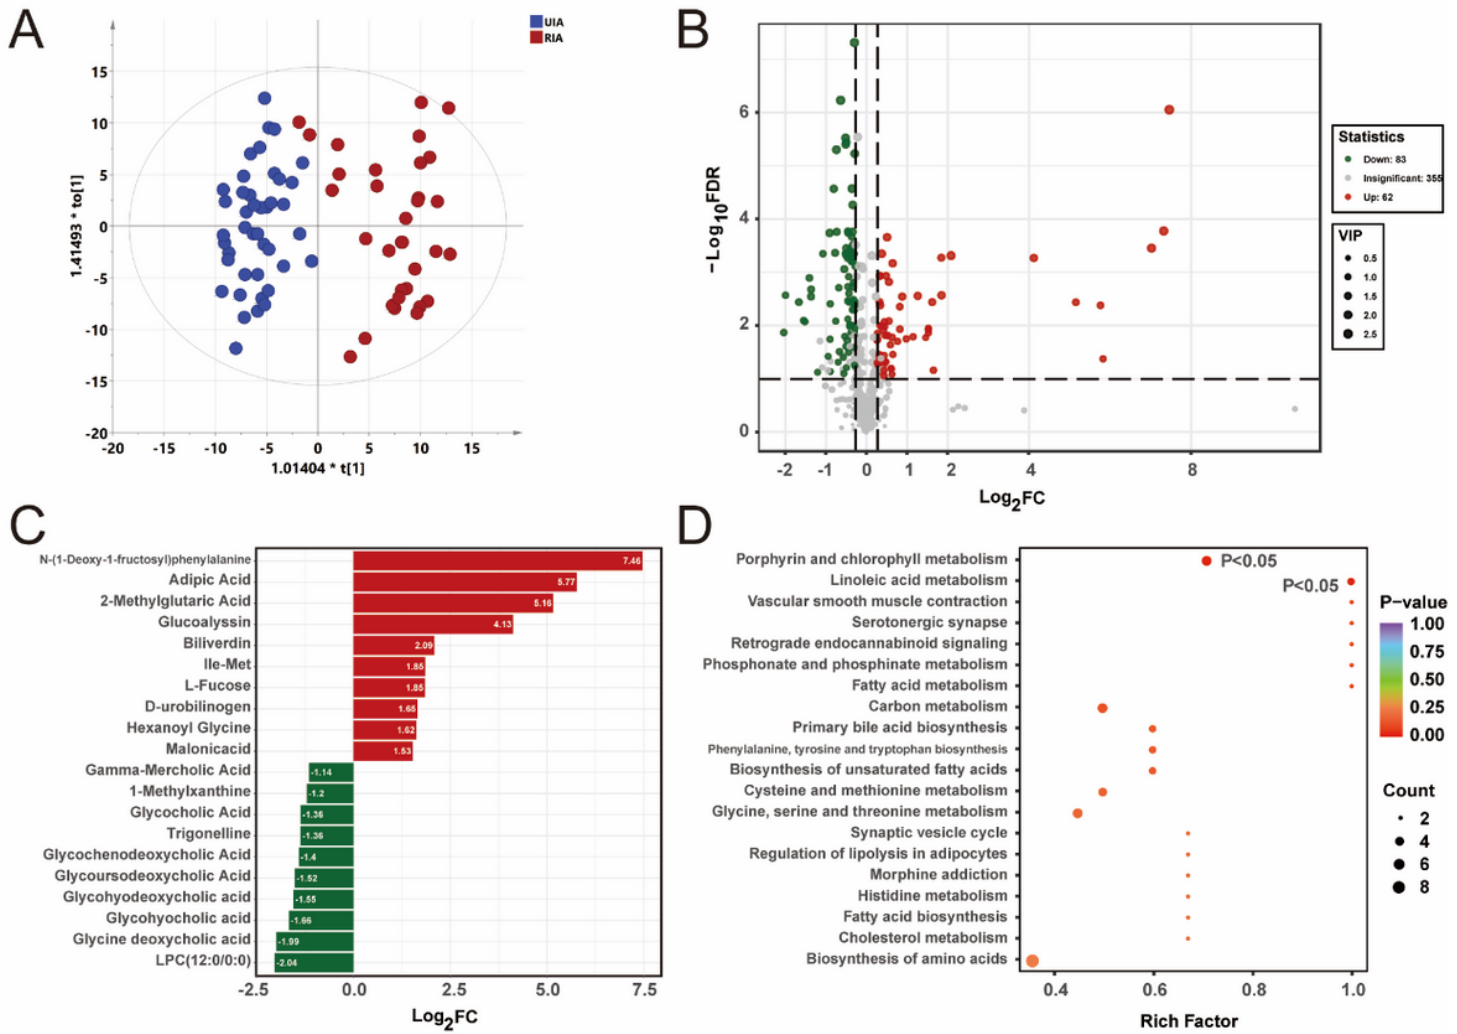 A
UIA
RIA
15
10
5
0
-5
-10
-15
-20
1.41493 * to[1]
-20
-15
-10
-5
0
5
10
15
20
1.01404 * t[1]
B
6
4
2
0
-Log10FDR
-2
-1
0
1
2
4
8
Log2FC
Statistics
Down: 83
Insignificant: 355
Up: 62
VIP
0.5
1.0
1.5
2.0
2.5
C
N-(1-Deoxy-1-fructosyl)phenylalanine 7.46
Adipic Acid 5.77
2-Methylglutaric Acid 5.16
Glucoalyssin 4.13
Biliverdin 2.09
Ile-Met 1.85
L-Fucose 1.85
D-urobilinogen 1.65
Hexanoyl Glycine 1.62
Malonicacid 1.53
Gamma-Mercholic Acid -1.14
1-Methylxanthine -1.2
Glycocholic Acid -1.36
Trigonelline -1.36
Glycochenodeoxycholic Acid -1.4
Glycoursodeoxycholic Acid -1.52
Glycohyodeoxycholic acid -1.55
Glycohyocholic acid -1.66
Glycine deoxycholic acid -1.99
LPC(12:0/0:0) -2.04
-2.5
0.0
2.5
5.0
7.5
Log2FC
D
Porphyrin and chlorophyll metabolism P<0.05
Linoleic acid metabolism P<0.05
Vascular smooth muscle contraction
Serotonergic synapse
Retrograde endocannabinoid signaling
Phosphonate and phosphinate metabolism
Fatty acid metabolism
Carbon metabolism
Primary bile acid biosynthesis
Phenylalanine, tyrosine and tryptophan biosynthesis
Biosynthesis of unsaturated fatty acids
Cysteine and methionine metabolism
Glycine, serine and threonine metabolism
Synaptic vesicle cycle
Regulation of lipolysis in adipocytes
Morphine addiction
Histidine metabolism
Fatty acid biosynthesis
Cholesterol metabolism
Biosynthesis of amino acids
0.4
0.6
0.8
1.0
Rich Factor
P-value
1.00
0.75
0.50
0.25
0.00
Count
2
4
6
8